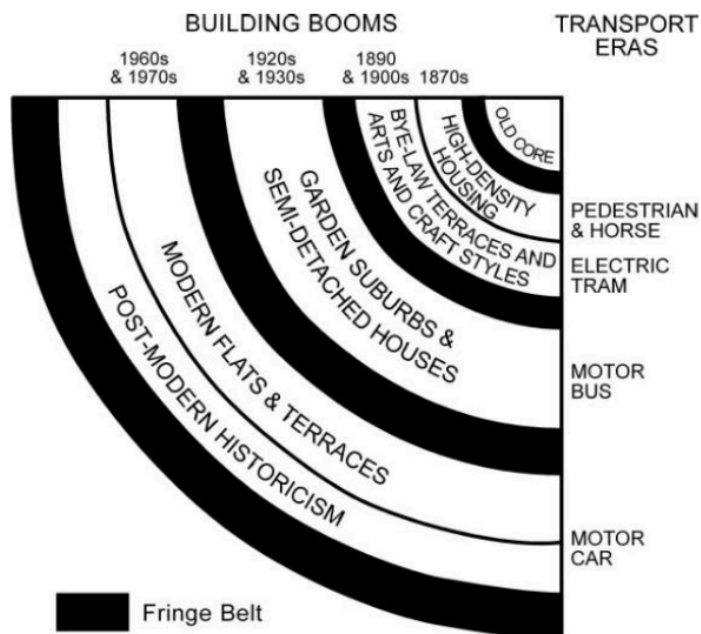 BUILDING BOOMS
TRANSPORT
ERAS
1960s
& 1970s
1920s
& 1930s
1890
& 1900s
1870s
OLD CORE
HIGH-DENSITY
HOUSING
BYE-LAW TERRACES AND
ARTS AND CRAFT STYLES
GARDEN SUBURBS &
SEMI-DETACHED HOUSES
MODERN FLATS & TERRACES
POST-MODERN HISTORICISM
PEDESTRIAN
& HORSE
ELECTRIC
TRAM
MOTOR
BUS
MOTOR
CAR
Fringe Belt